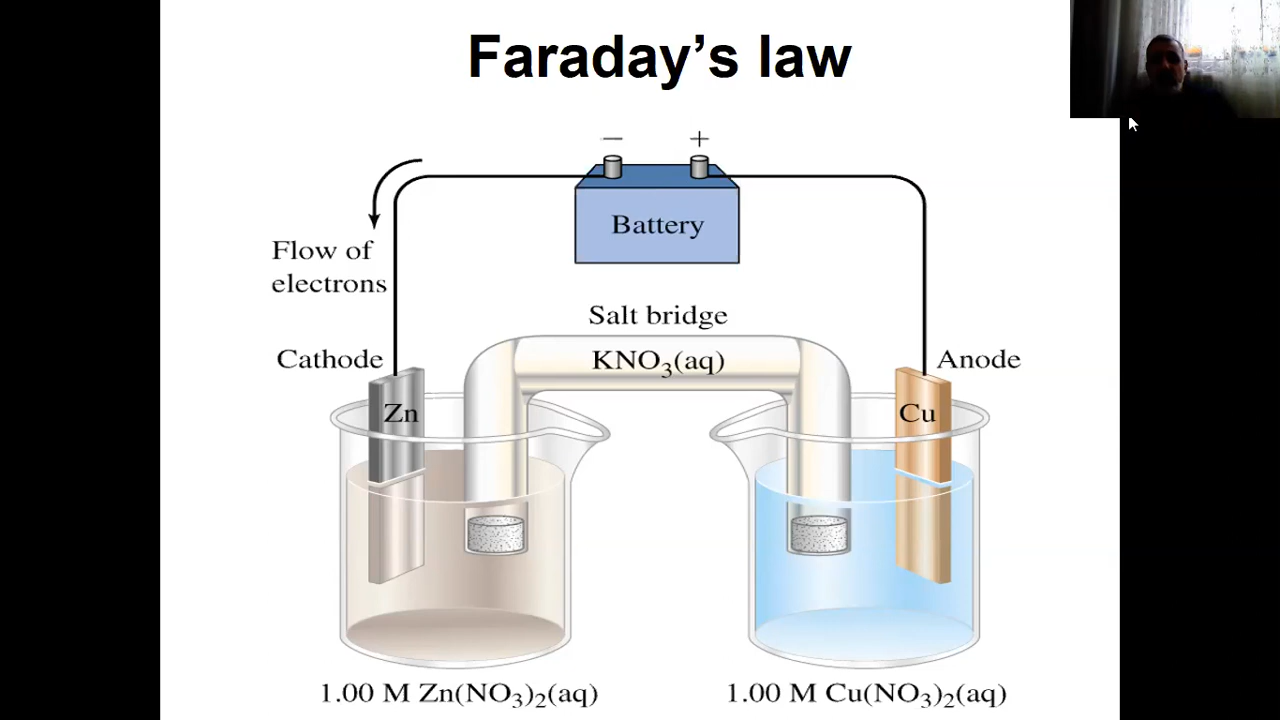 Faraday’s law
− +
Battery
Flow of
electrons
Salt bridge
Cathode
KNO₃(aq)
Anode
Zn
Cu
1.00 M Zn(NO₃)₂(aq)
1.00 M Cu(NO₃)₂(aq)